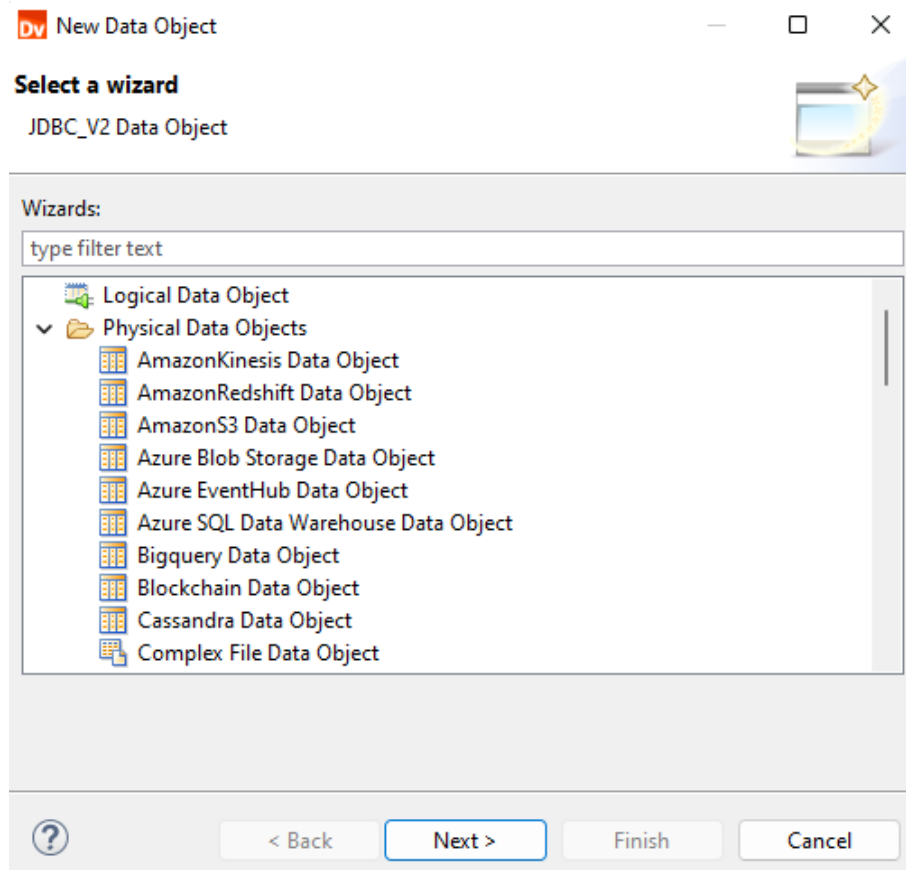 Dv New Data Object
Select a wizard
JDBC_V2 Data Object
Wizards:
type filter text
Logical Data Object
Physical Data Objects
AmazonKinesis Data Object
AmazonRedshift Data Object
AmazonS3 Data Object
Azure Blob Storage Data Object
Azure EventHub Data Object
Azure SQL Data Warehouse Data Object
Bigquery Data Object
Blockchain Data Object
Cassandra Data Object
Complex File Data Object
? < Back Next > Finish Cancel